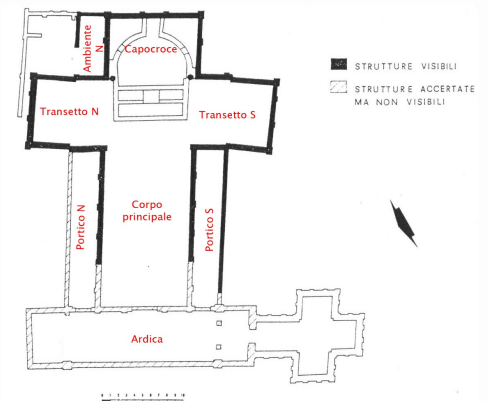 Ambiente
N
Capocroce
STRUTTURE VISIBILI
STRUTTURE ACCERTATE
MA NON VISIBILI
Transetto N
Transetto S
Corpo
principale
Portico N
Portico S
Ardica